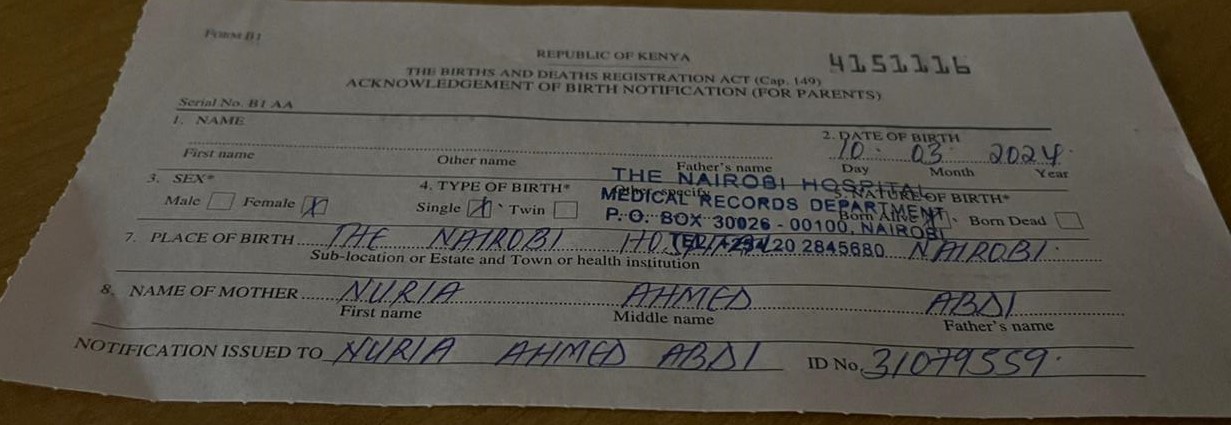 FORM B1
REPUBLIC OF KENYA
4151116
THE BIRTHS AND DEATHS REGISTRATION ACT (Cap. 149)
ACKNOWLEDGEMENT OF BIRTH NOTIFICATION (FOR PARENTS)
Serial No. B1 AA
1. NAME
2. DATE OF BIRTH
10 03 2024
First name Other name Father's name Day Month Year
3. SEX* 4. TYPE OF BIRTH* Other, specify NATURE OF BIRTH*
THE NAIROBI HOSPITAL
MEDICAL RECORDS DEPARTMENT
P. O. BOX 30026 - 00100, NAIROBI
TEL: +254 20 2845680
Male Female X Single X Twin Born Born Dead
7. PLACE OF BIRTH THE NAIROBI HOSPITAL NAIROBI
Sub-location or Estate and Town or health institution
8. NAME OF MOTHER NURIA AHMED ABDI
First name Middle name Father's name
NOTIFICATION ISSUED TO NURIA AHMED ABDI ID No. 31079559